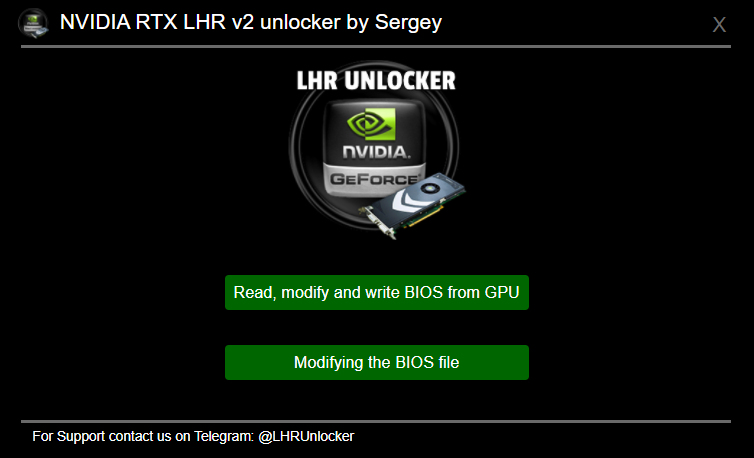 NVIDIA RTX LHR v2 unlocker by Sergey
X
LHR UNLOCKER
NVIDIA.
GEFORCE
Read, modify and write BIOS from GPU
Modifying the BIOS file
For Support contact us on Telegram: @LHRUnlocker